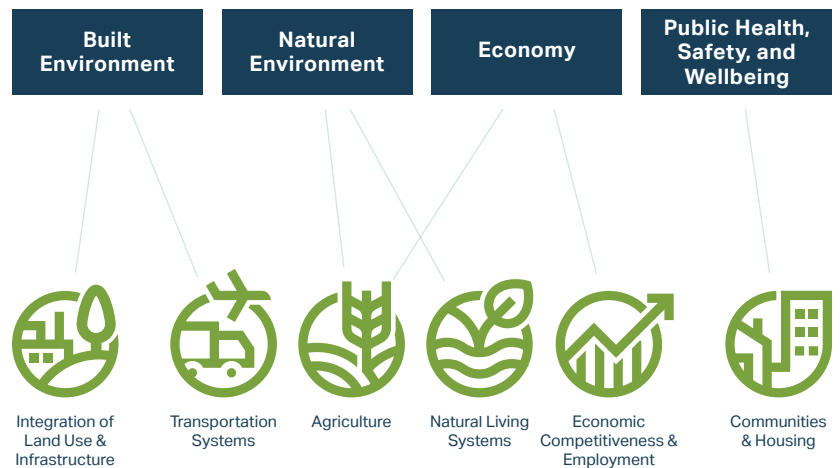 Built
Environment
Natural
Environment
Economy
Public Health,
Safety, and
Wellbeing
Integration of
Land Use &
Infrastructure
Transportation
Systems
Agriculture
Natural Living
Systems
Economic
Competitiveness &
Employment
Communities
& Housing